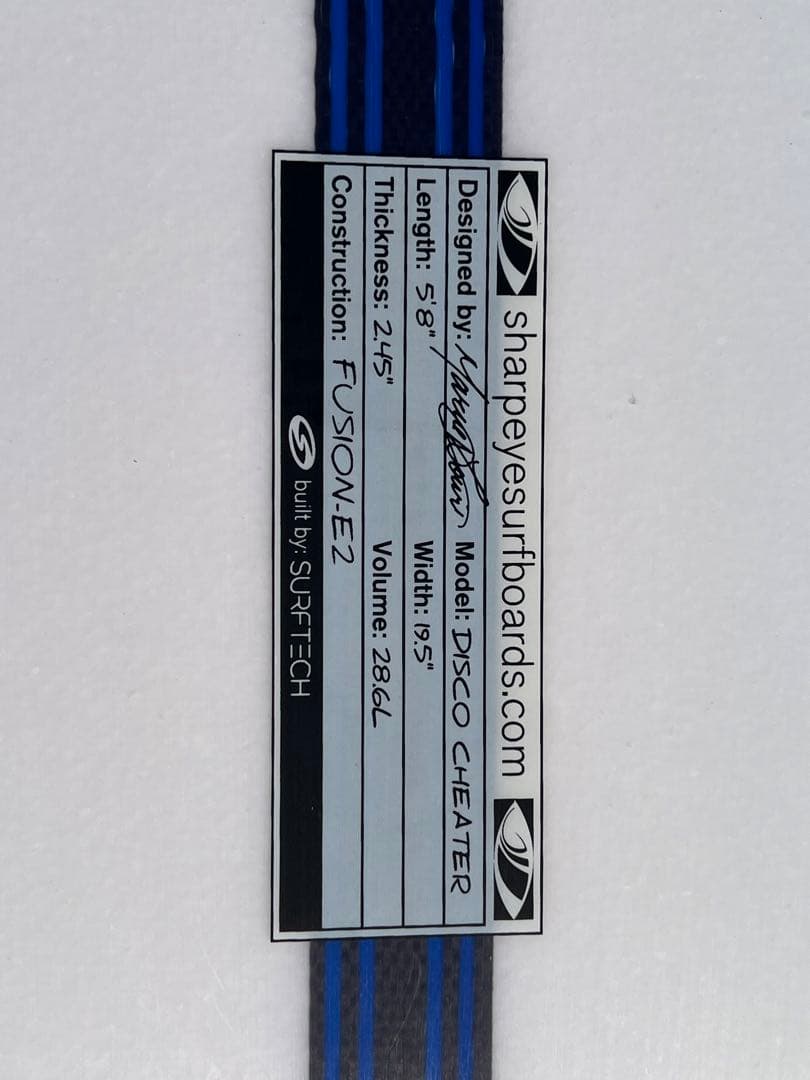 sharpeyesurfboards.com
Designed by: Model: DISCO CHEATER
Length: 5'8" Width: 19.5"
Thickness: 2.45" Volume: 28.6L
Construction: FUSION-E2
built by: SURFTECH